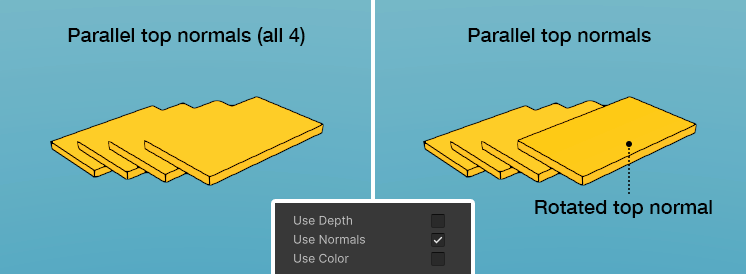 Parallel top normals (all 4)
Parallel top normals
Rotated top normal
Use Depth
Use Normals
Use Color